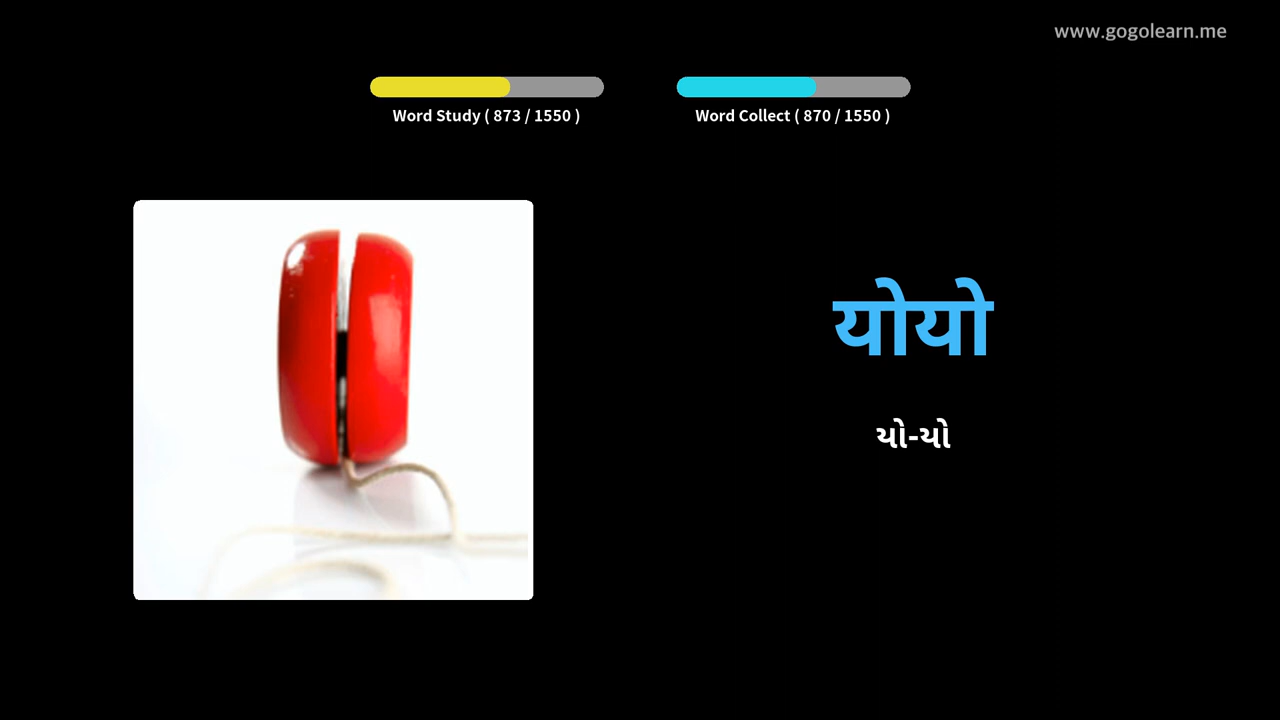 www.gogolearn.me
Word Study ( 873 / 1550 )
Word Collect ( 870 / 1550 )
योयो
યો-યો